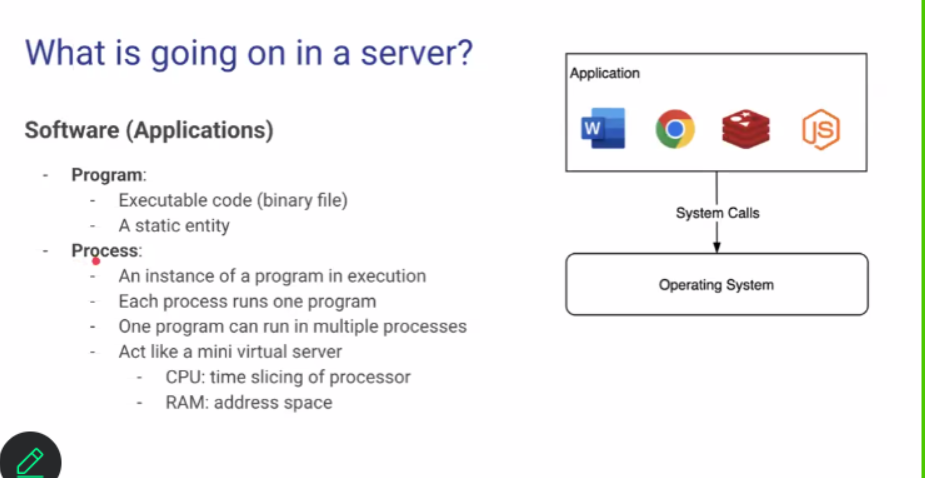 What is going on in a server?
Software (Applications)
- Program:
- Executable code (binary file)
- A static entity
- Process:
- An instance of a program in execution
- Each process runs one program
- One program can run in multiple processes
- Act like a mini virtual server
- CPU: time slicing of processor
- RAM: address space
Application
W
JS
System Calls
Operating System